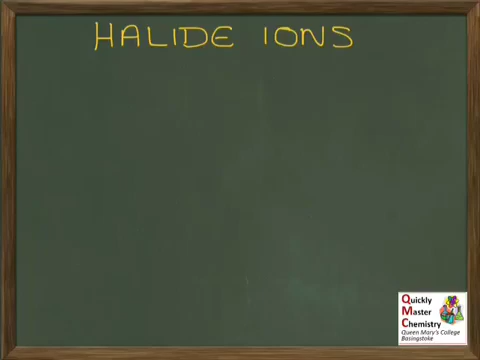 HALIDE IONS
Quickly
Master
Chemistry
Queen Mary's College
Basingstoke